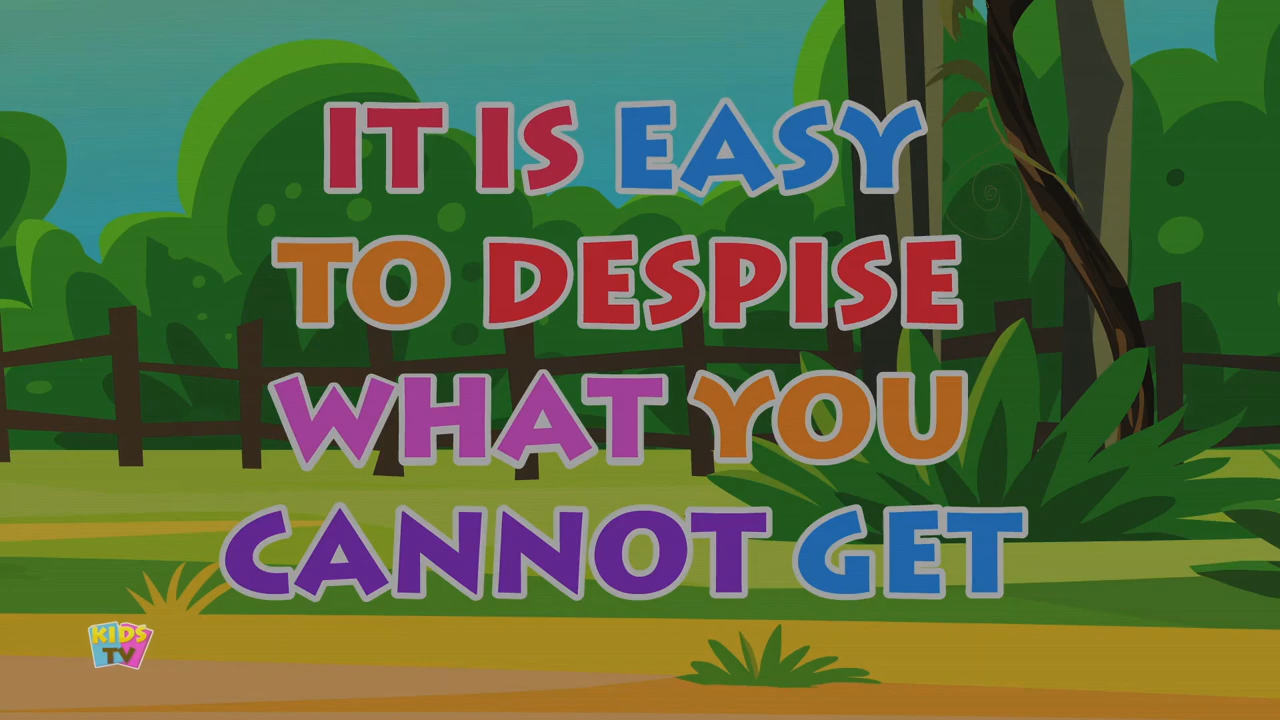 IT IS EASY
TO DESPISE
WHAT YOU
CANNOT GET
KIDS
TV